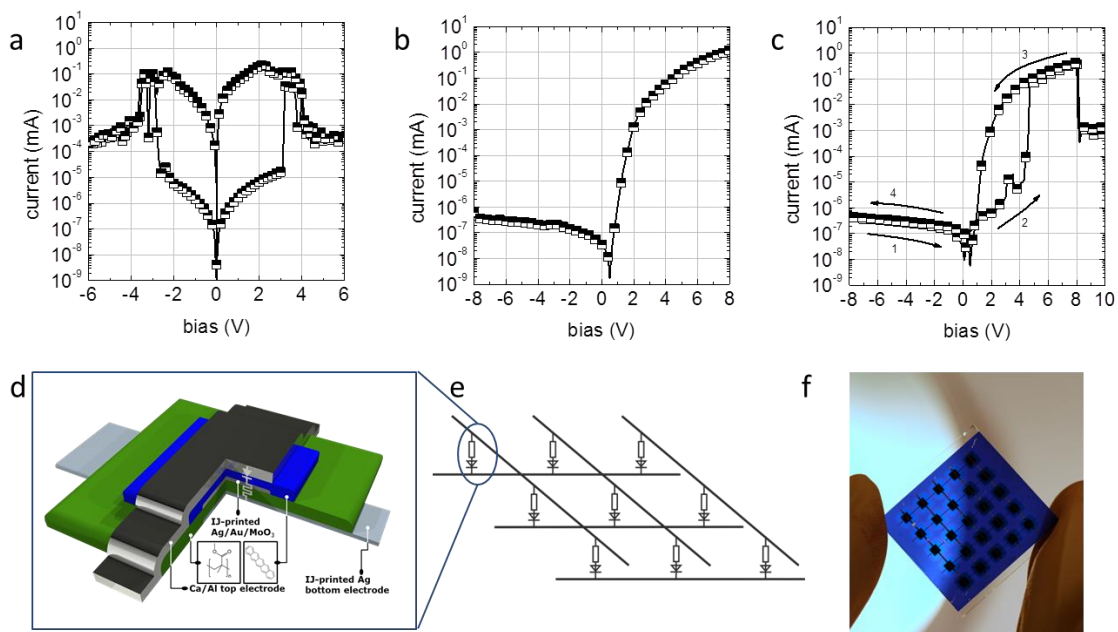 a
10¹
10⁰
10⁻¹
10⁻²
10⁻³
10⁻⁴
10⁻⁵
10⁻⁶
10⁻⁷
10⁻⁸
10⁻⁹
current (mA)
-6 -4 -2 0 2 4 6
bias (V)
b
10¹
10⁰
10⁻¹
10⁻²
10⁻³
10⁻⁴
10⁻⁵
10⁻⁶
10⁻⁷
10⁻⁸
10⁻⁹
current (mA)
-8 -6 -4 -2 0 2 4 6 8
bias (V)
c
10¹
10⁰
10⁻¹
10⁻²
10⁻³
10⁻⁴
10⁻⁵
10⁻⁶
10⁻⁷
10⁻⁸
10⁻⁹
current (mA)
3
4
2
1
-8 -6 -4 -2 0 2 4 6 8 10
bias (V)
d
IJ-printed
Ag/Au/MoO₃
Ca/Al top electrode
IJ-printed Ag
bottom electrode
e
f